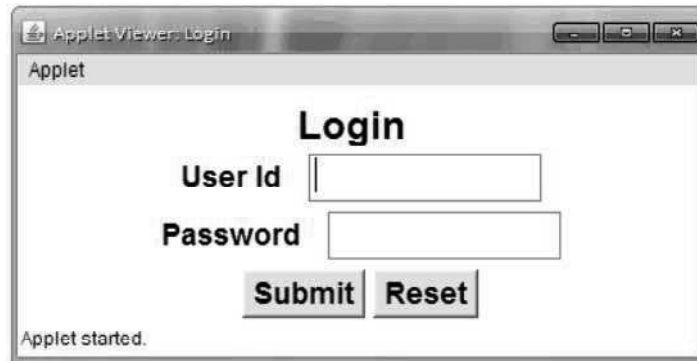 Applet Viewer: Login
Applet
Login
User Id
Password
Submit Reset
Applet started.